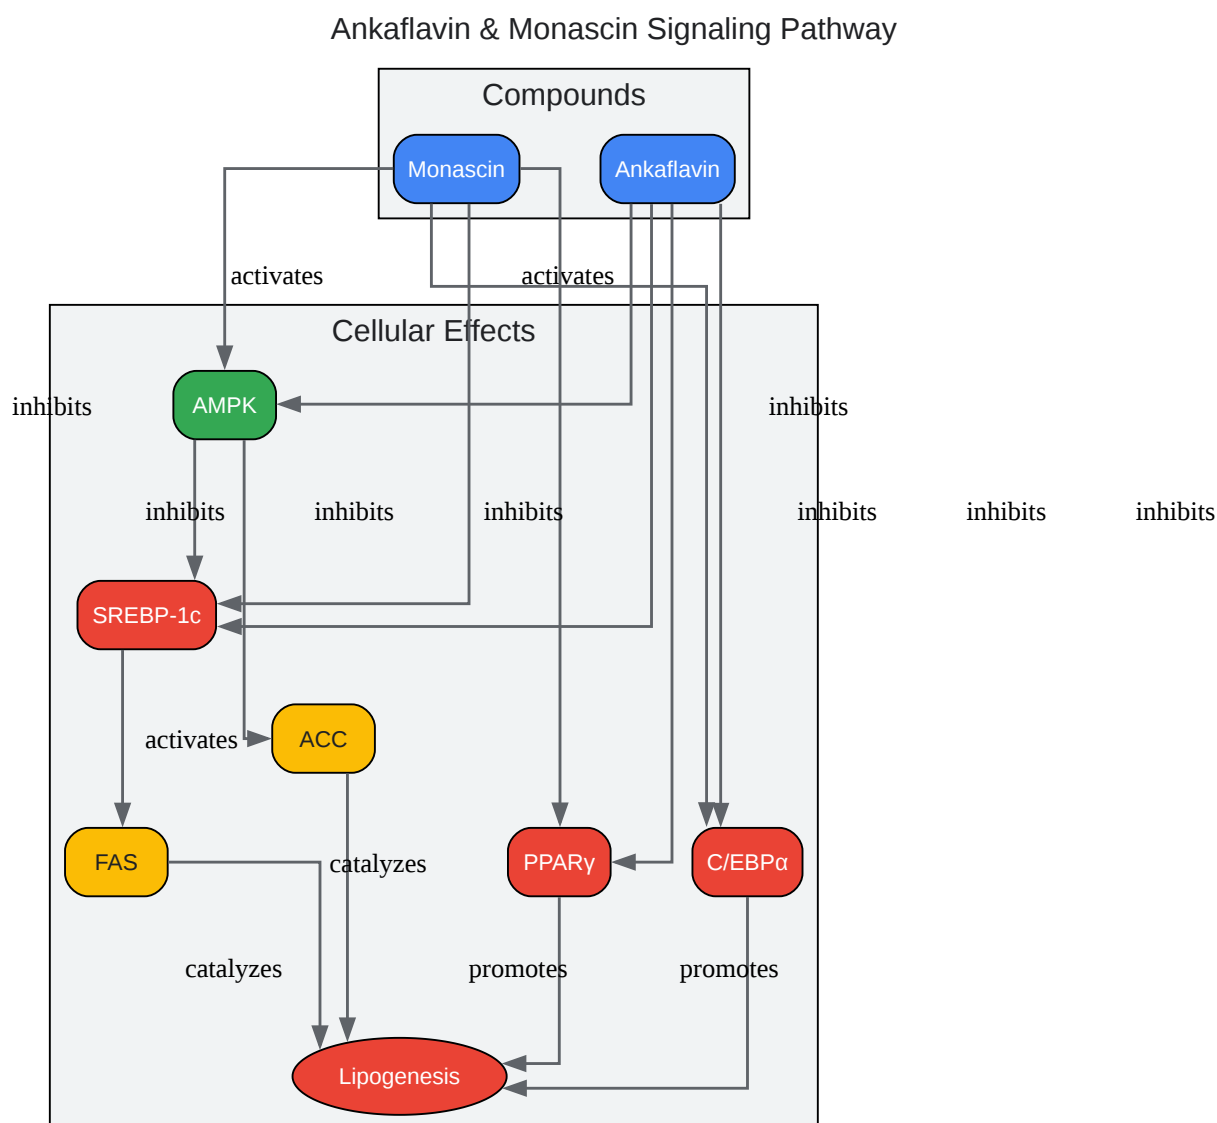 Ankaflavin & Monascin Signaling Pathway
Compounds
Monascin
Ankaflavin
activates
activates
Cellular Effects
inhibits
AMPK
inhibits
inhibits
inhibits
inhibits
inhibits
inhibits
inhibits
SREBP-1c
activates
ACC
FAS
catalyzes
PPARγ
C/EBPα
catalyzes
promotes
promotes
Lipogenesis